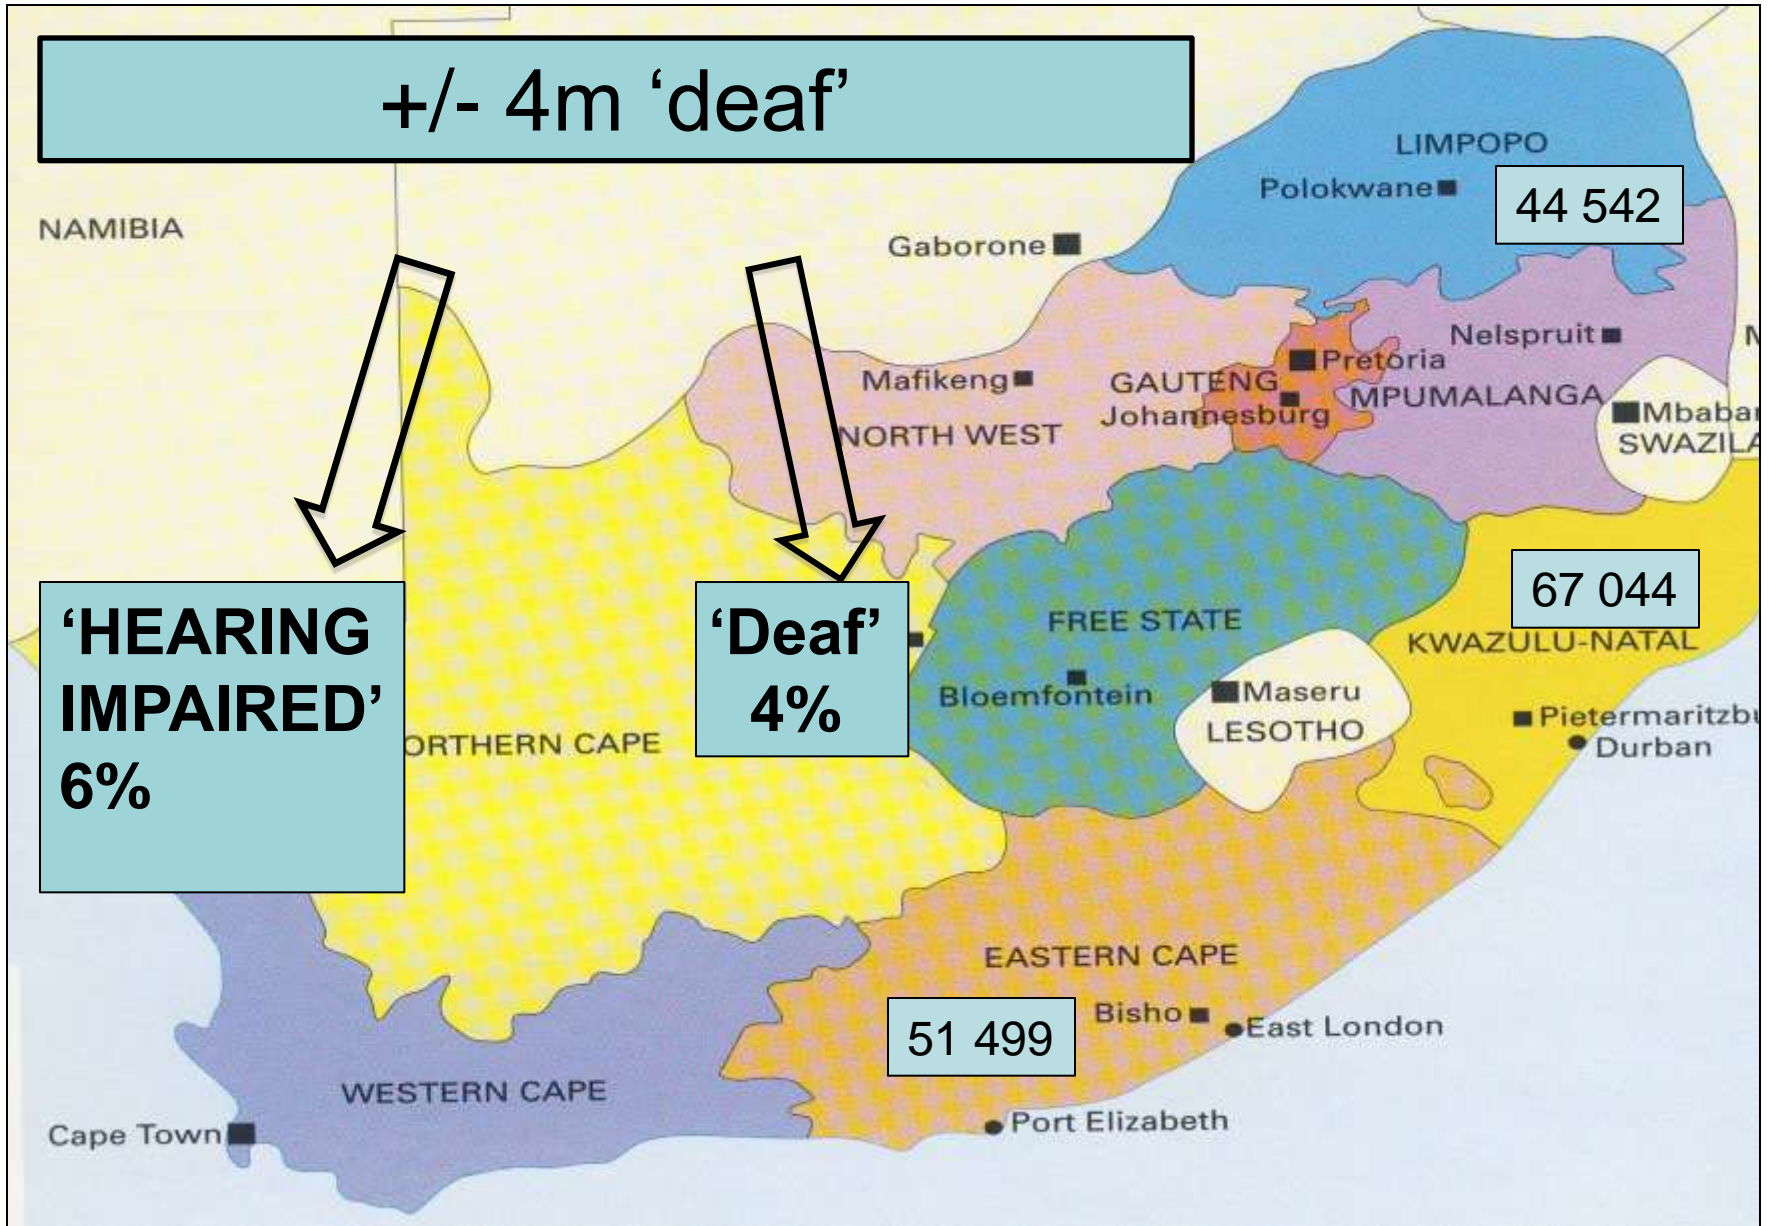 +/- 4m ‘deaf’
LIMPOPO
Polokwane
44 542
NAMIBIA
Gaborone
Nelspruit
Pretoria
Mafikeng
GAUTENG
MPUMALANGA
Johannesburg
NORTH WEST
SWAZILA
Mbabar
67 044
‘HEARING
IMPAIRED’
6%
‘Deaf’
4%
FREE STATE
KWAZULU-NATAL
Bloemfontein
Maseru
LESOTHO
Pietermaritzbu
Durban
ORTHERN CAPE
EASTERN CAPE
51 499
Bisho
East London
WESTERN CAPE
Port Elizabeth
Cape Town